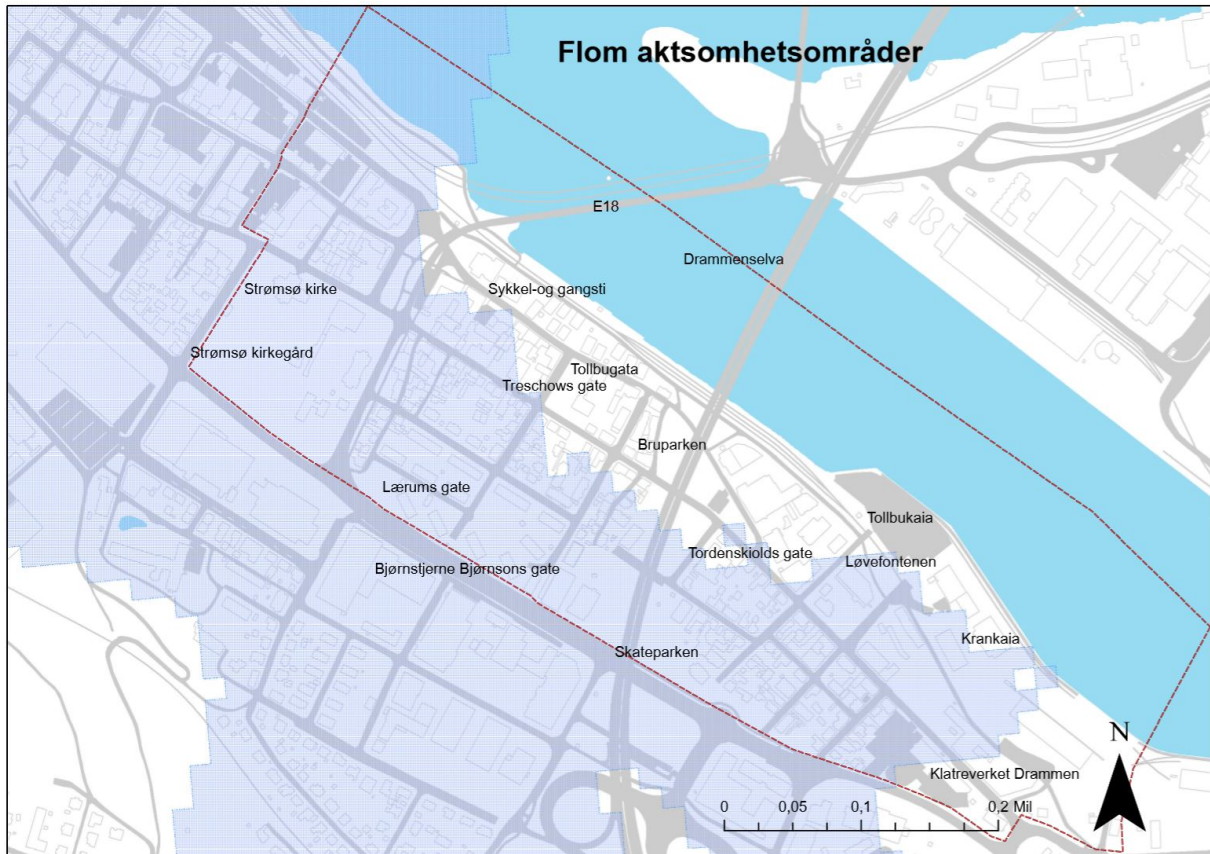 Flom aktsomhetsområder
E18
Drammenselva
Strømsø kirke
Sykkel-og gangsti
Strømsø kirkegård
Tollbugata
Treschows gate
Bruparken
Lærums gate
Tollbukaia
Tordenskiolds gate
Løvefontenen
Bjørnstjerne Bjørnsons gate
Krankaia
Skateparken
N
Klatreverket Drammen
0 0,05 0,1 0,2 Mil